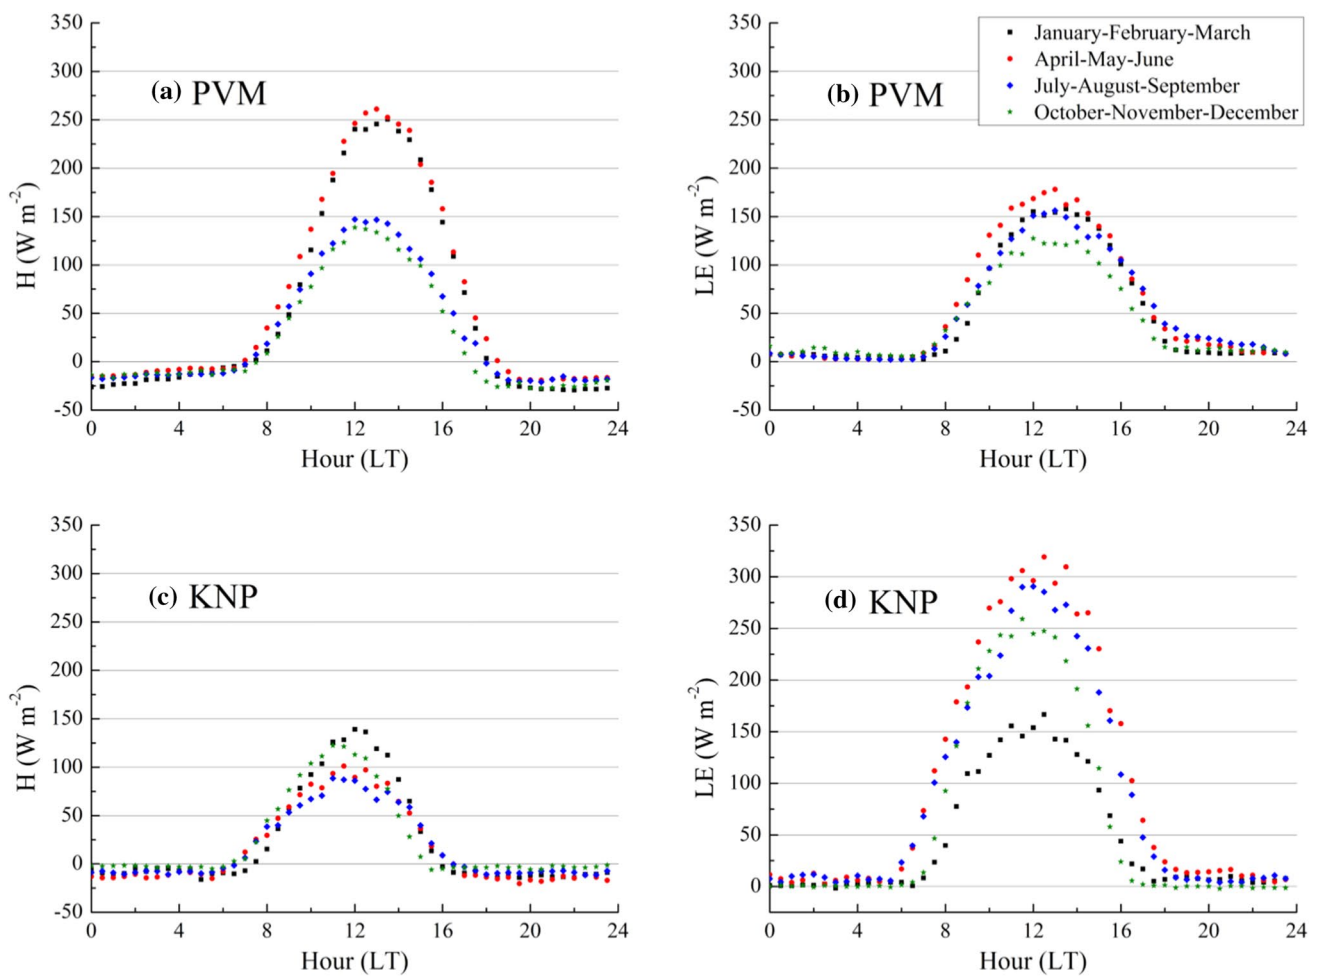 (a) PVM
350
300
250
200
150
100
50
0
-50
H (W m-2)
0 4 8 12 16 20 24
Hour (LT)
(b) PVM
January-February-March
April-May-June
July-August-September
October-November-December
350
300
250
200
150
100
50
0
-50
LE (W m-2)
0 4 8 12 16 20 24
Hour (LT)
(c) KNP
350
300
250
200
150
100
50
0
-50
H (W m-2)
0 4 8 12 16 20 24
Hour (LT)
(d) KNP
350
300
250
200
150
100
50
0
LE (W m-2)
0 4 8 12 16 20 24
Hour (LT)